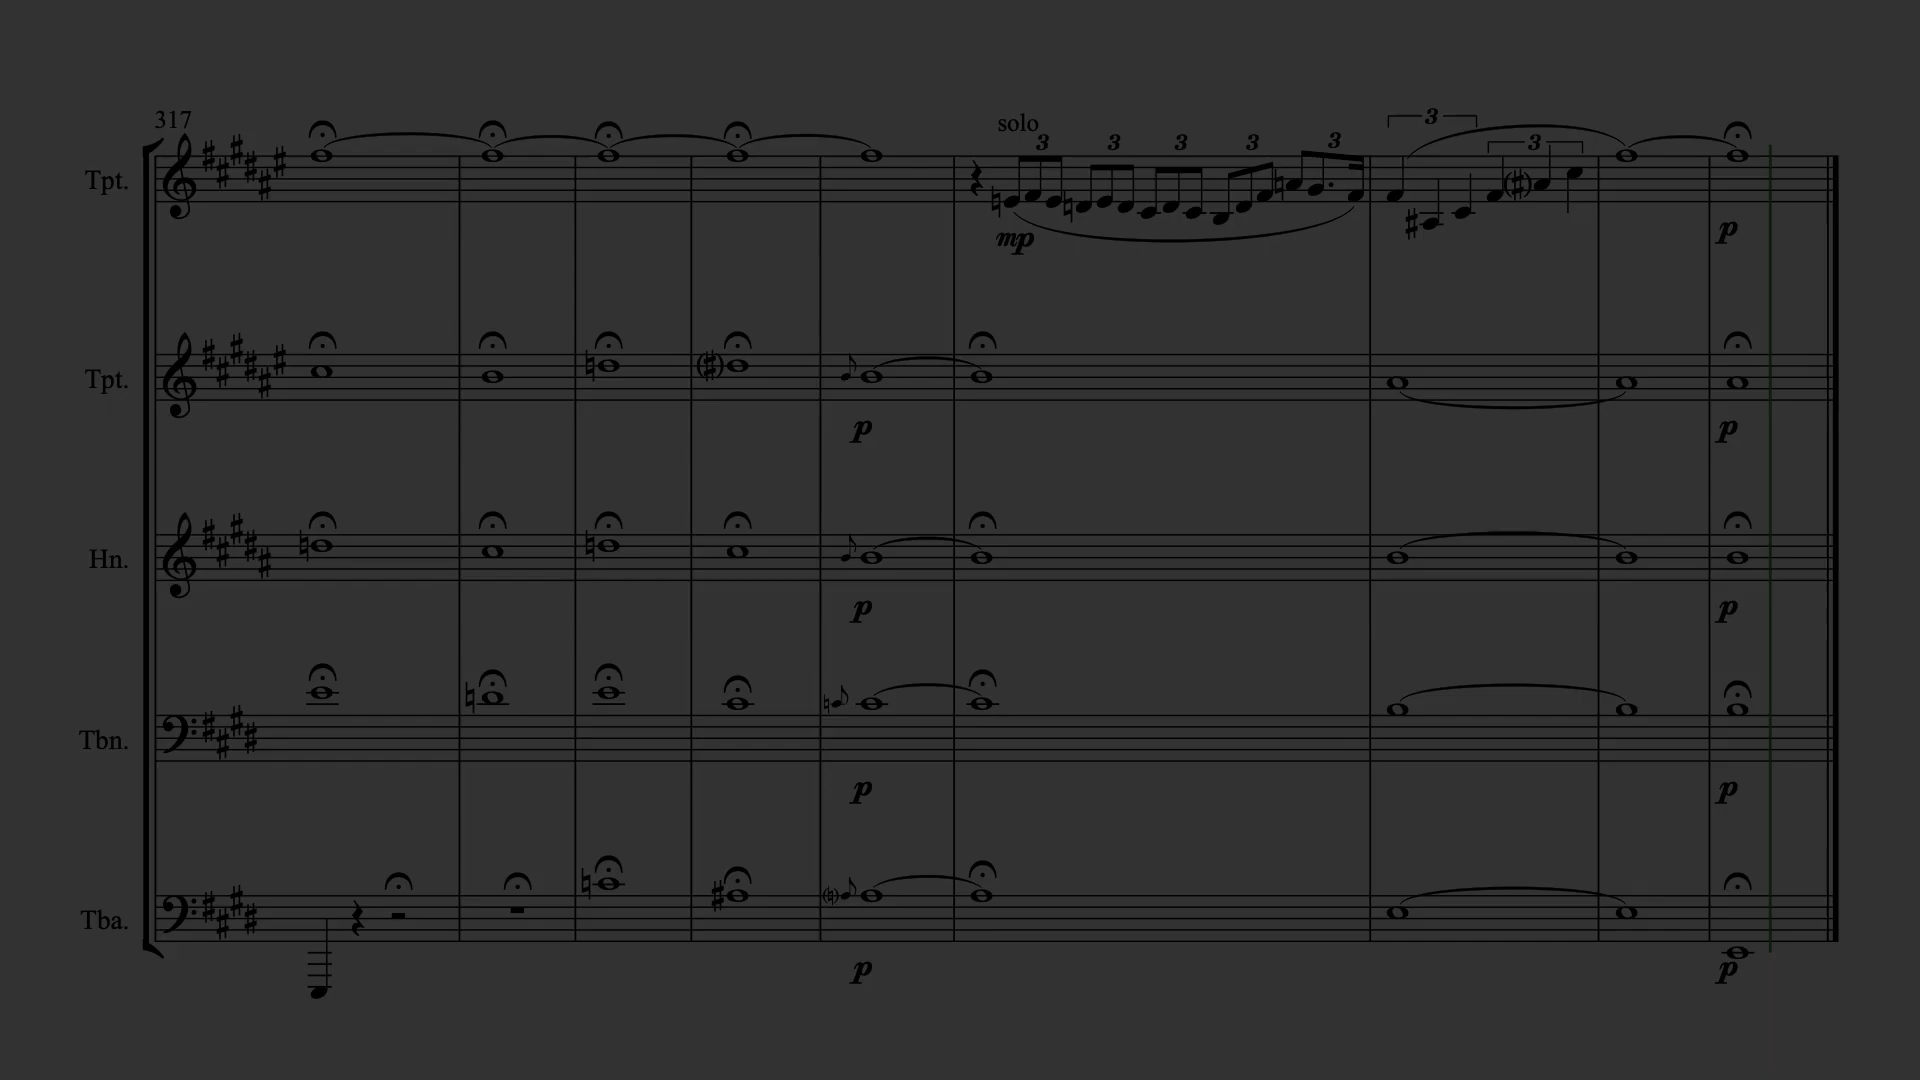 317
solo
3 3 3 3 3 3 3
Tpt.
mp
p
Tpt.
p p
Hn.
p p
Tbn.
p p
Tba.
p p